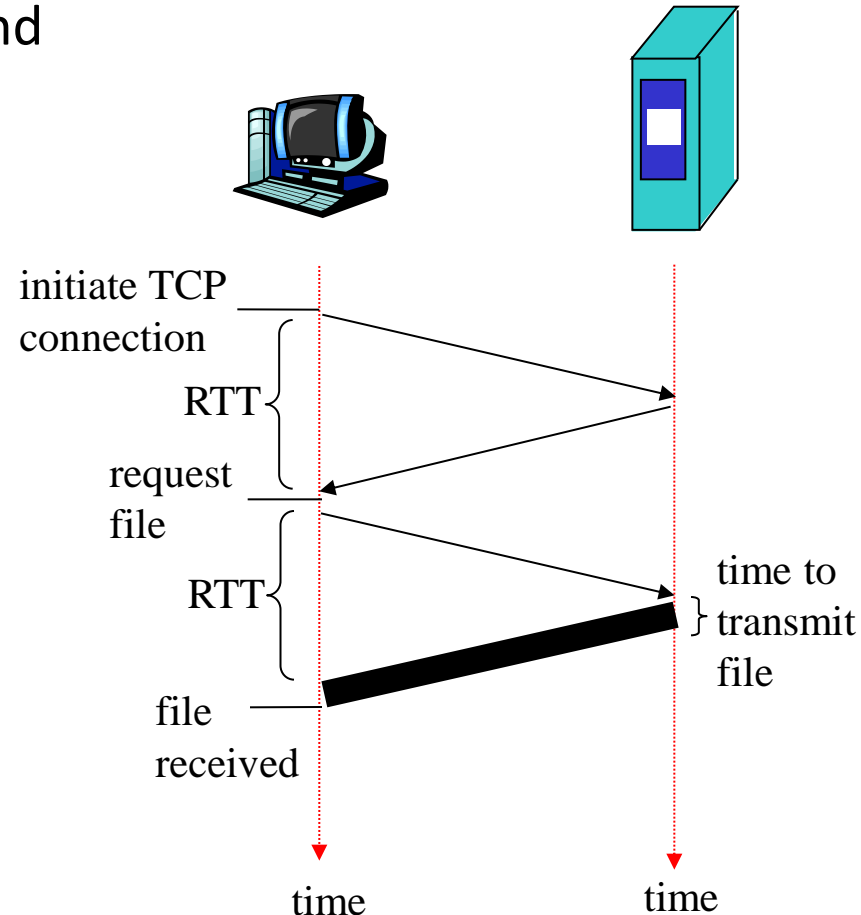 nd
initiate TCP
connection
RTT
request
file
RTT
time to
transmit
file
file
received
time
time